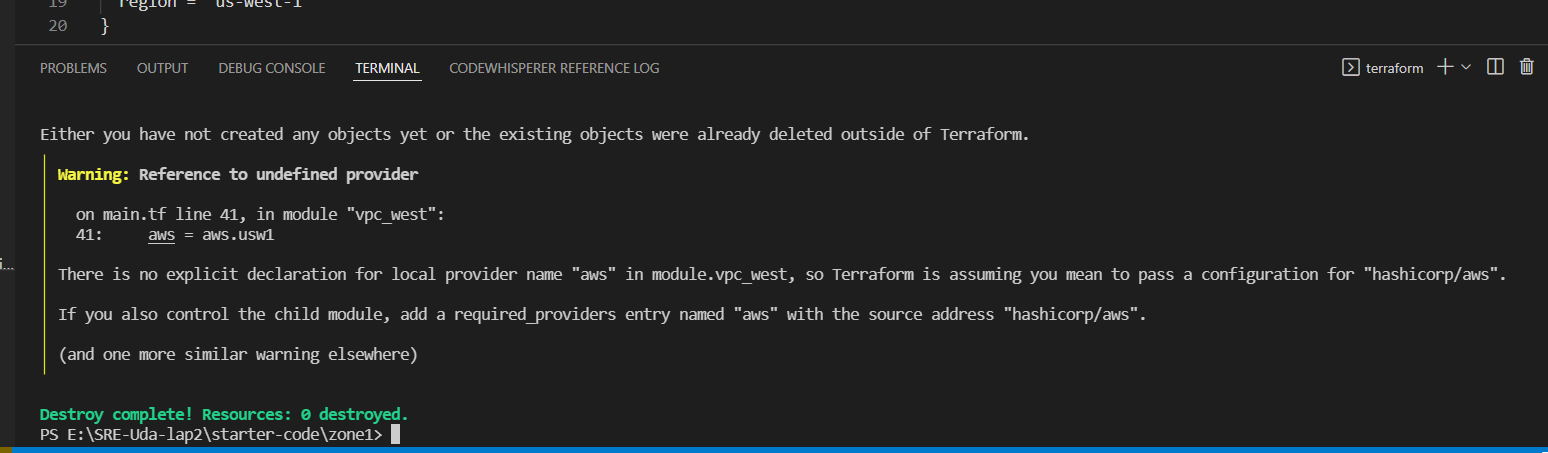 19 region = "us-west-1"
20 }
PROBLEMS OUTPUT DEBUG CONSOLE TERMINAL CODEWHISPERER REFERENCE LOG terraform
Either you have not created any objects yet or the existing objects were already deleted outside of Terraform.
Warning: Reference to undefined provider
on main.tf line 41, in module "vpc_west":
41: aws = aws.usw1
There is no explicit declaration for local provider name "aws" in module.vpc_west, so Terraform is assuming you mean to pass a configuration for "hashicorp/aws".
i...
If you also control the child module, add a required_providers entry named "aws" with the source address "hashicorp/aws".
(and one more similar warning elsewhere)
Destroy complete! Resources: 0 destroyed.
PS E:\SRE-Uda-lap2\starter-code\zone1>